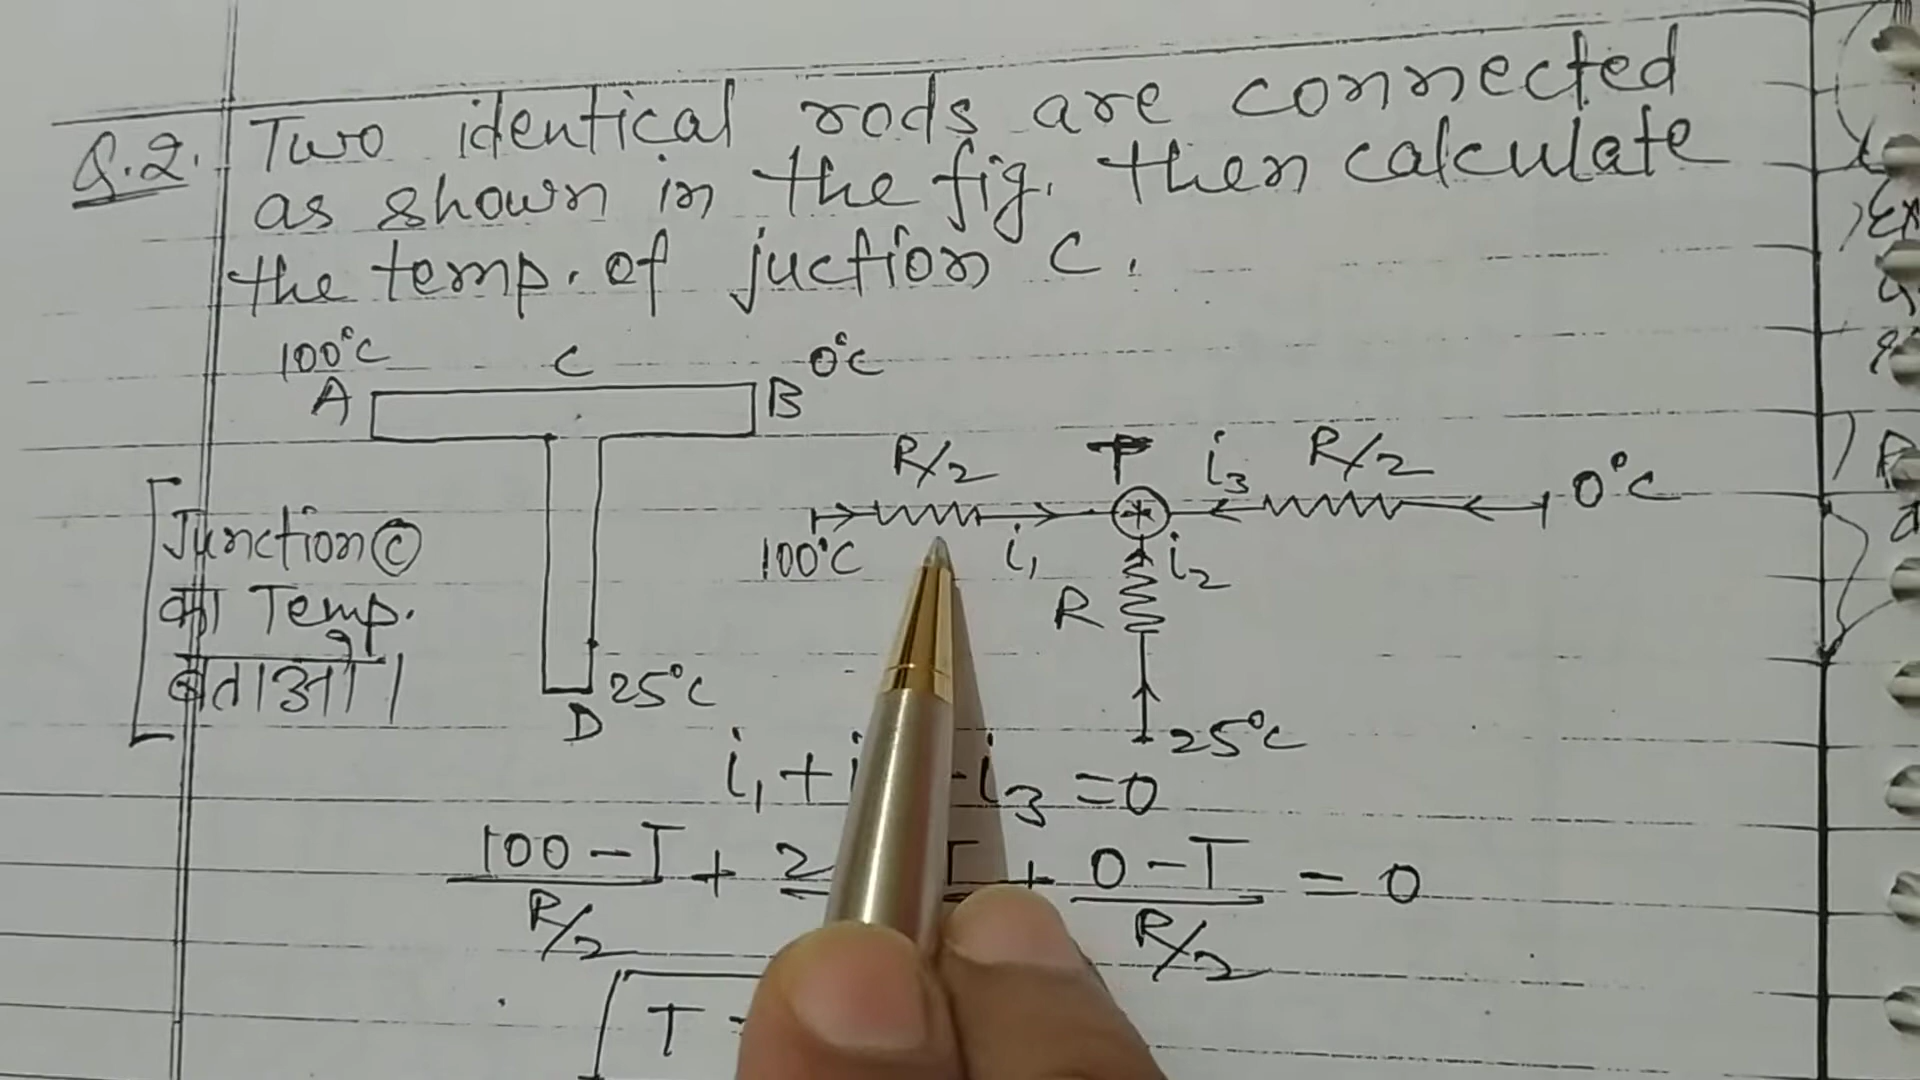 Q.2. Two identical rods are connected
as shown in the fig. then calculate
the temp. of juction C.
100°C C 0°C
A B
R/2 T i₃ R/2
100°C i₁ 0°C
R i₂
Junction ©
का Temp.
बताओ।
D 25°C
25°C
i₁ + i₃ = 0
100 - T + 2 T + 0 - T = 0
R/2 R/2
T =